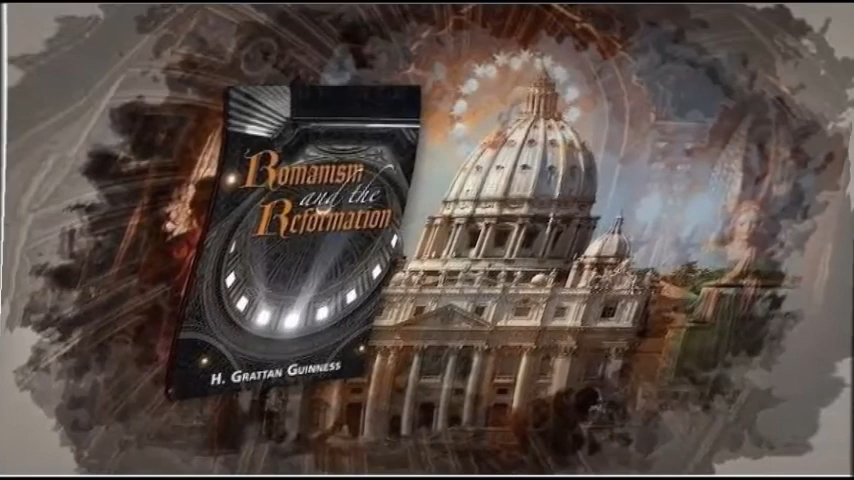 Romanism
and the
Reformation
H. Grattan Guinness